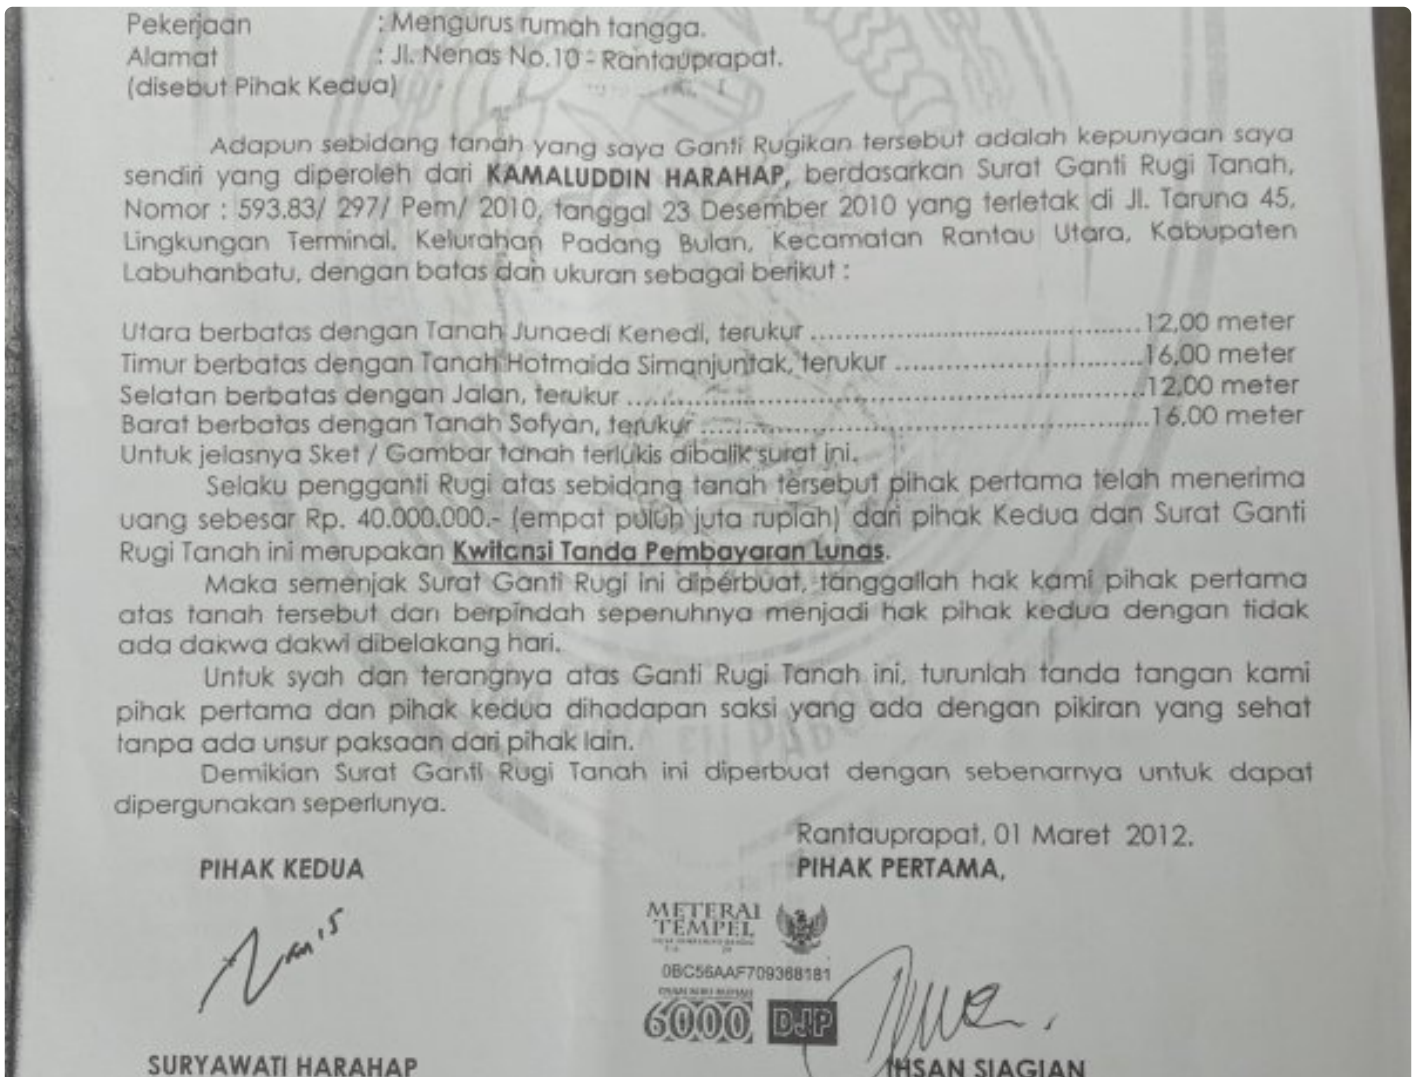 Pekerjaan : Mengurus rumah tangga.
Alamat : Jl. Nenas No.10 - Rantauprapat.
(disebut Pihak Kedua)
Adapun sebidang tanah yang saya Ganti Rugikan tersebut adalah kepunyaan saya
sendiri yang diperoleh dari KAMALUDDIN HARAHAP, berdasarkan Surat Ganti Rugi Tanah,
Nomor : 593.83/ 297/ Pem/ 2010, tanggal 23 Desember 2010 yang terletak di Jl. Taruna 45,
Lingkungan Terminal, Kelurahan Padang Bulan, Kecamatan Rantau Utara, Kabupaten
Labuhanbatu, dengan batas dan ukuran sebagai berikut :
Utara berbatas dengan Tanah Junaedi Kenedi, terukur ........................................ 12,00 meter
Timur berbatas dengan Tanah Hotmaida Simanjuntak, terukur ..............................16,00 meter
Selatan berbatas dengan Jalan, terukur ...............................................................12,00 meter
Barat berbatas dengan Tanah Sofyan, terukur ......................................................16,00 meter
Untuk jelasnya Sket / Gambar tanah terlukis dibalik surat ini.
Selaku pengganti Rugi atas sebidang tanah tersebut pihak pertama telah menerima
uang sebesar Rp. 40.000.000.- (empat puluh juta rupiah) dari pihak Kedua dan Surat Ganti
Rugi Tanah ini merupakan Kwitansi Tanda Pembayaran Lunas.
Maka semenjak Surat Ganti Rugi ini diperbuat, tanggallah hak kami pihak pertama
atas tanah tersebut dan berpindah sepenuhnya menjadi hak pihak kedua dengan tidak
ada dakwa dakwi dibelakang hari.
Untuk syah dan terangnya atas Ganti Rugi Tanah ini, turunlah tanda tangan kami
pihak pertama dan pihak kedua dihadapan saksi yang ada dengan pikiran yang sehat
tanpa ada unsur paksaan dari pihak lain.
Demikian Surat Ganti Rugi Tanah ini diperbuat dengan sebenarnya untuk dapat
dipergunakan seperlunya.
Rantauprapat, 01 Maret 2012.
PIHAK KEDUA
PIHAK PERTAMA,
METERAI
TEMPEL
0BC56AAF709368181
6000 DJP
SURYAWATI HARAHAP
IHSAN SIAGIAN